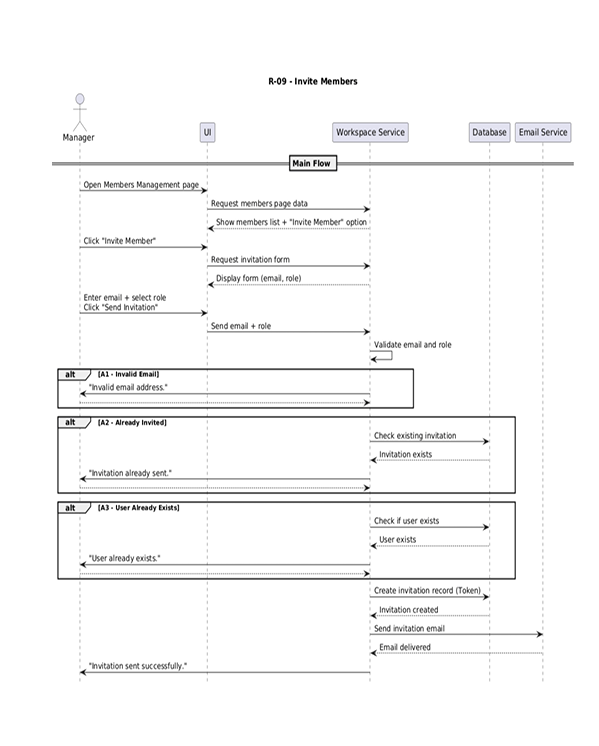 R-09 - Invite Members
Manager
UI
Workspace Service
Database
Email Service
Main Flow
Open Members Management page
Request members page data
Show members list + "Invite Member" option
Click "Invite Member"
Request invitation form
Display form (email, role)
Enter email + select role
Click "Send Invitation"
Send email + role
Validate email and role
alt [A1 - Invalid Email]
"Invalid email address."
alt [A2 - Already Invited]
Check existing invitation
Invitation exists
"Invitation already sent."
alt [A3 - User Already Exists]
Check if user exists
User exists
"User already exists."
Create invitation record (Token)
Invitation created
Send invitation email
Email delivered
"Invitation sent successfully."